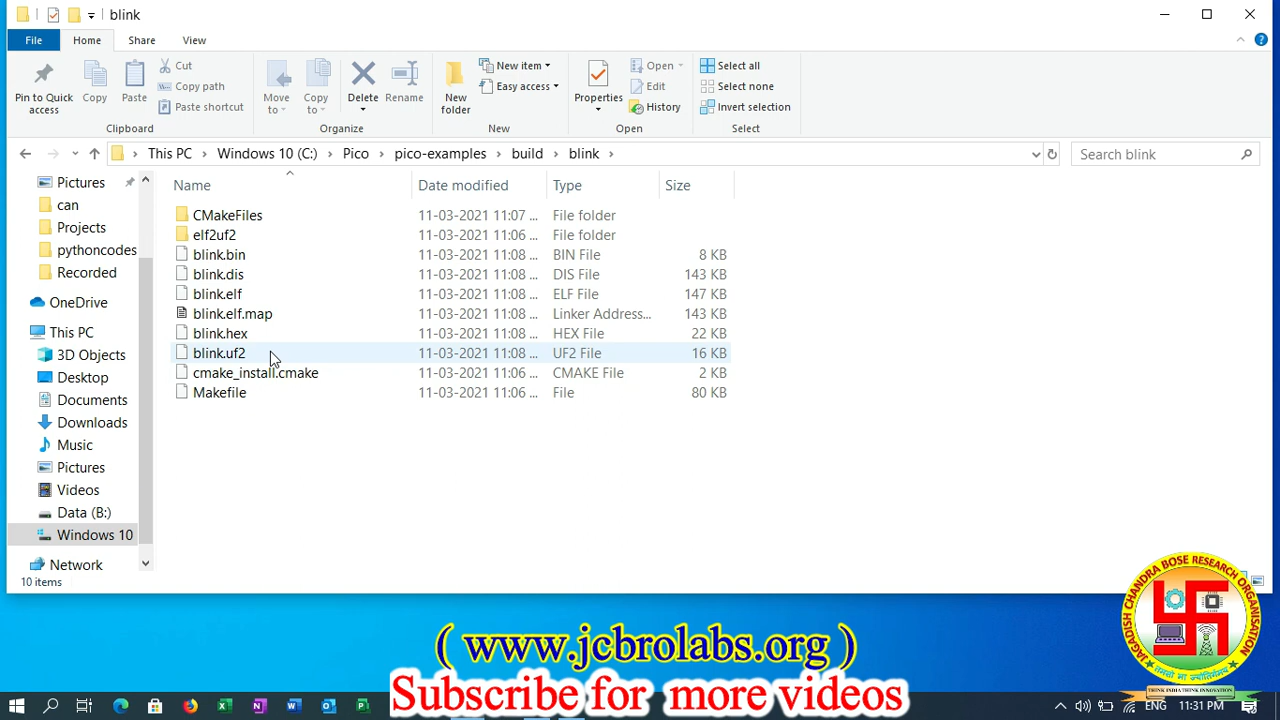 blink
File Home Share View
Pin to Quick access
Copy
Paste
Cut
Copy path
Paste shortcut
Clipboard
Move to
Copy to
Delete
Rename
Organize
New folder
New item
Easy access
New
Properties
Open
Edit
History
Open
Select all
Select none
Invert selection
Select
This PC Windows 10 (C:) Pico pico-examples build blink
Search blink
Name Date modified Type Size
CMakeFiles 11-03-2021 11:07 ... File folder
elf2uf2 11-03-2021 11:06 ... File folder
blink.bin 11-03-2021 11:08 ... BIN File 8 KB
blink.dis 11-03-2021 11:08 ... DIS File 143 KB
blink.elf 11-03-2021 11:08 ... ELF File 147 KB
blink.elf.map 11-03-2021 11:08 ... Linker Address... 143 KB
blink.hex 11-03-2021 11:08 ... HEX File 22 KB
blink.uf2 11-03-2021 11:08 ... UF2 File 16 KB
cmake_install.cmake 11-03-2021 11:06 ... CMAKE File 2 KB
Makefile 11-03-2021 11:06 ... File 80 KB
Pictures
can
Projects
pythoncodes
Recorded
OneDrive
This PC
3D Objects
Desktop
Documents
Downloads
Music
Pictures
Videos
Data (B:)
Windows 10
Network
10 items
JAGADISH CHANDRA BOSE RESEARCH ORGANISATION
THINK INDIA THINK INNOVATION
( www.jcbrolabs.org )
Subscribe for more videos
ENG 11:31 PM